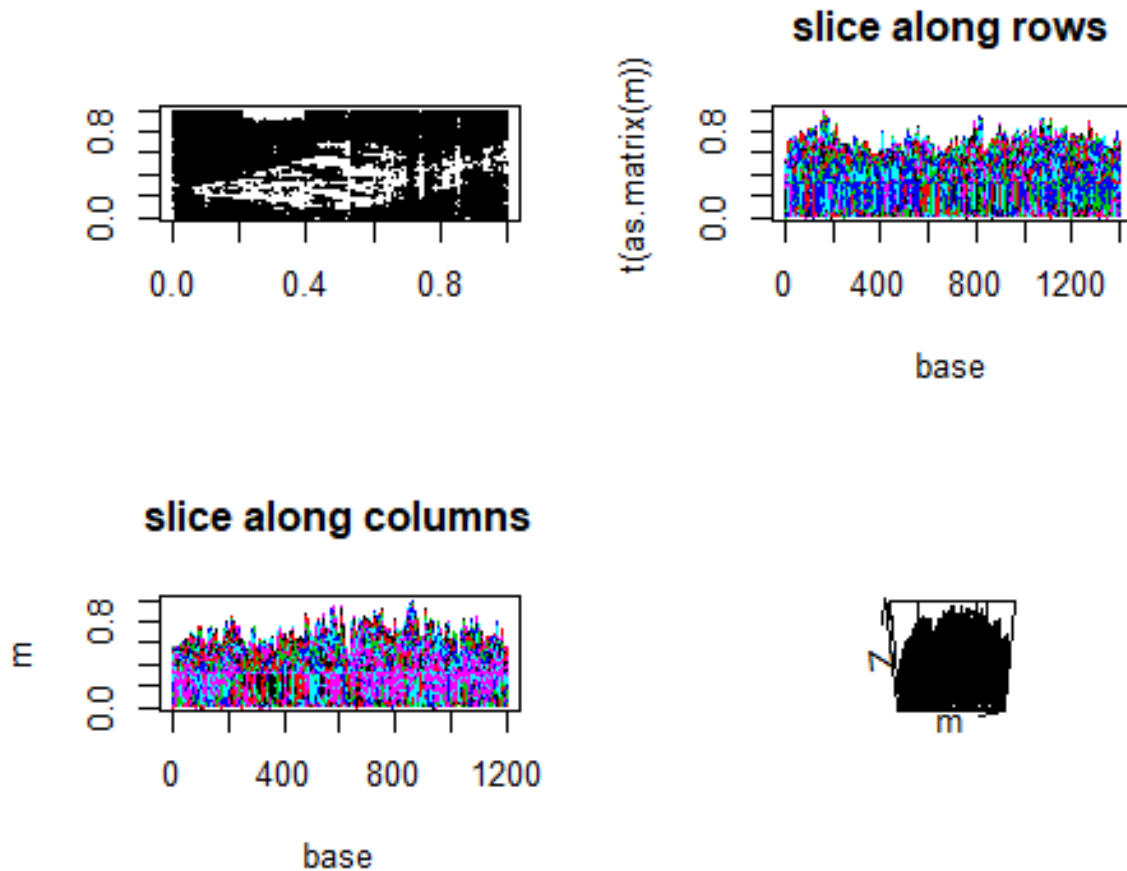 0.0 0.8
0.0 0.4 0.8
slice along rows
t(as.matrix(m))
0.0 0.8
0 400 800 1200
base
slice along columns
m
0.0 0.8
0 400 800 1200
base
Z
m